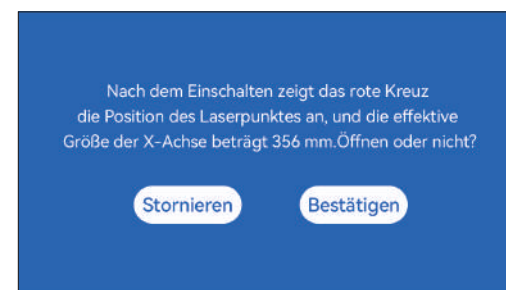 Nach dem Einschalten zeigt das rote Kreuz
die Position des Laserpunktes an, und die effektive
Größe der X-Achse beträgt 356 mm.Öffnen oder nicht?
Stornieren Bestätigen